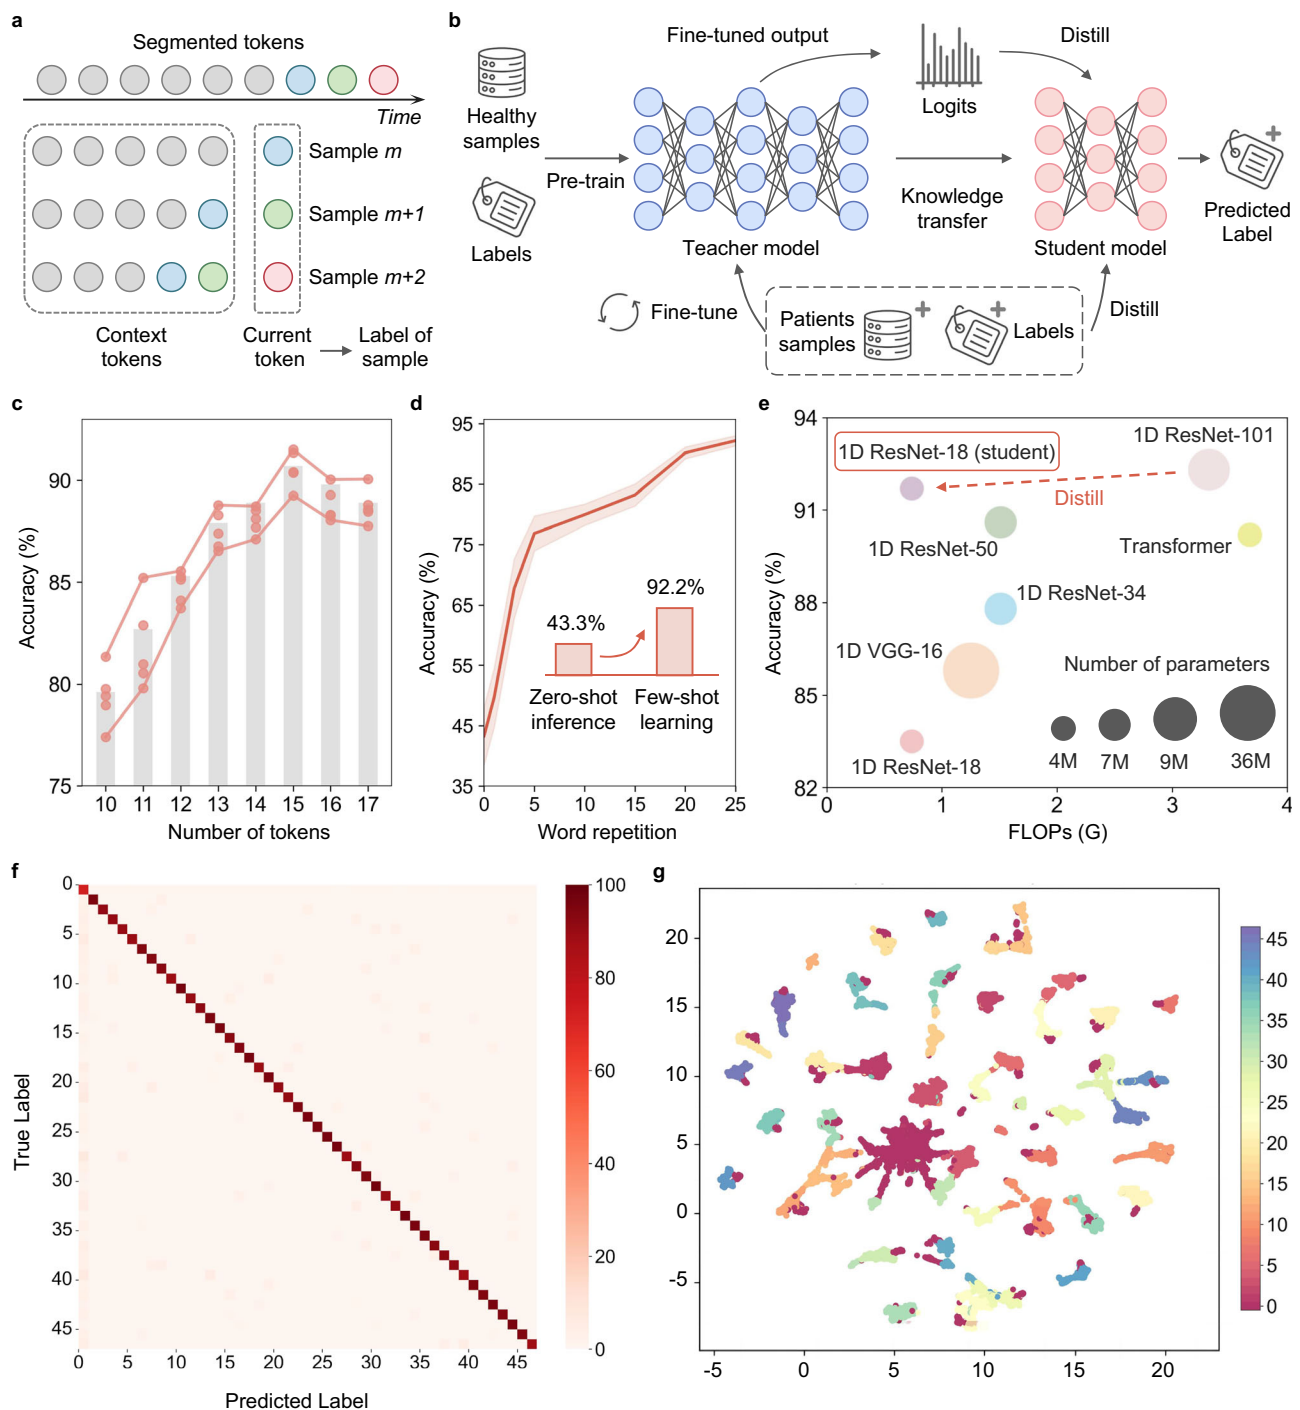 a
Segmented tokens
Time
Sample m
Sample m+1
Sample m+2
Context
tokens
Current
token
Label of
sample
b
Healthy
samples
Labels
Pre-train
Fine-tuned output
Teacher model
Logits
Distill
Knowledge
transfer
Student model
Predicted
Label
Fine-tune
Patients
samples
Labels
Distill
c
Accuracy (%)
90
85
80
75
10 11 12 13 14 15 16 17
Number of tokens
d
Accuracy (%)
95
85
75
65
55
45
35
43.3%
92.2%
Zero-shot
inference
Few-shot
learning
0 5 10 15 20 25
Word repetition
e
Accuracy (%)
94
91
88
85
82
1D ResNet-18 (student)
1D ResNet-101
Distill
1D ResNet-50
Transformer
1D ResNet-34
1D VGG-16
Number of parameters
4M 7M 9M 36M
1D ResNet-18
0 1 2 3 4
FLOPs (G)
f
True Label
0
5
10
15
20
25
30
35
40
45
0 5 10 15 20 25 30 35 40 45
Predicted Label
100
80
60
40
20
0
g
20
15
10
5
0
-5
-5 0 5 10 15 20
45
40
35
30
25
20
15
10
5
0